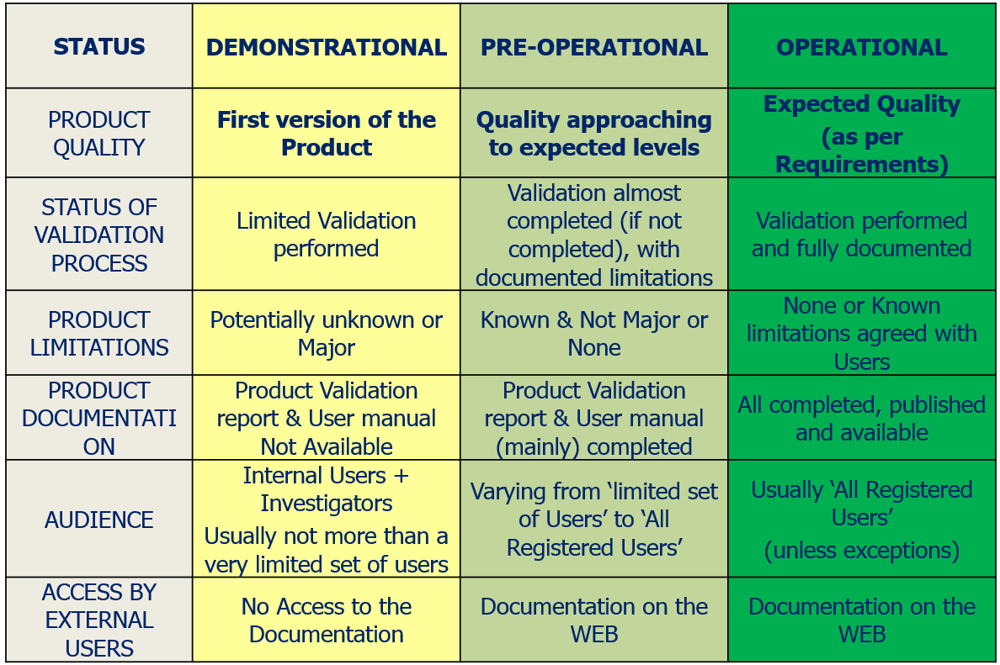 STATUS
DEMONSTRATIONAL
PRE-OPERATIONAL
OPERATIONAL
PRODUCT
QUALITY
First version of the
Product
Quality approaching
to expected levels
Expected Quality
(as per
Requirements)
STATUS OF
VALIDATION
PROCESS
Limited Validation
performed
Validation almost
completed (if not
completed), with
documented limitations
Validation performed
and fully documented
PRODUCT
LIMITATIONS
Potentially unknown or
Major
Known & Not Major or
None
None or Known
limitations agreed with
Users
PRODUCT
DOCUMENTATI
ON
Product Validation
report & User manual
Not Available
Product Validation
report & User manual
(mainly) completed
All completed, published
and available
AUDIENCE
Internal Users +
Investigators
Usually not more than a
very limited set of users
Varying from ‘limited set
of Users’ to ‘All
Registered Users’
Usually ‘All Registered
Users’
(unless exceptions)
ACCESS BY
EXTERNAL
USERS
No Access to the
Documentation
Documentation on the
WEB
Documentation on the
WEB